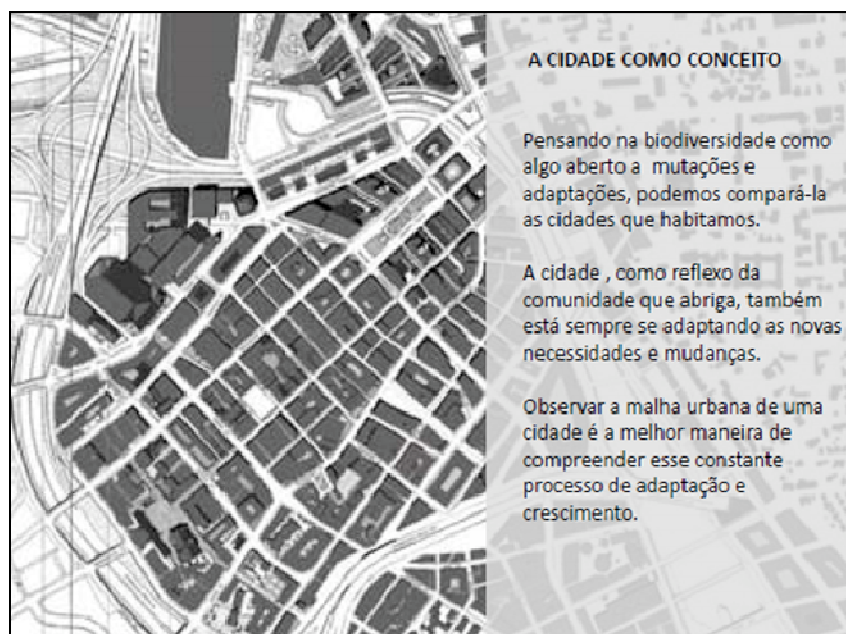 A CIDADE COMO CONCEITO
Pensando na biodiversidade como
algo aberto a mutações e
adaptações, podemos compará-la
as cidades que habitamos.
A cidade , como reflexo da
comunidade que abriga, também
está sempre se adaptando as novas
necessidades e mudanças.
Observar a malha urbana de uma
cidade é a melhor maneira de
compreender esse constante
processo de adaptação e
crescimento.